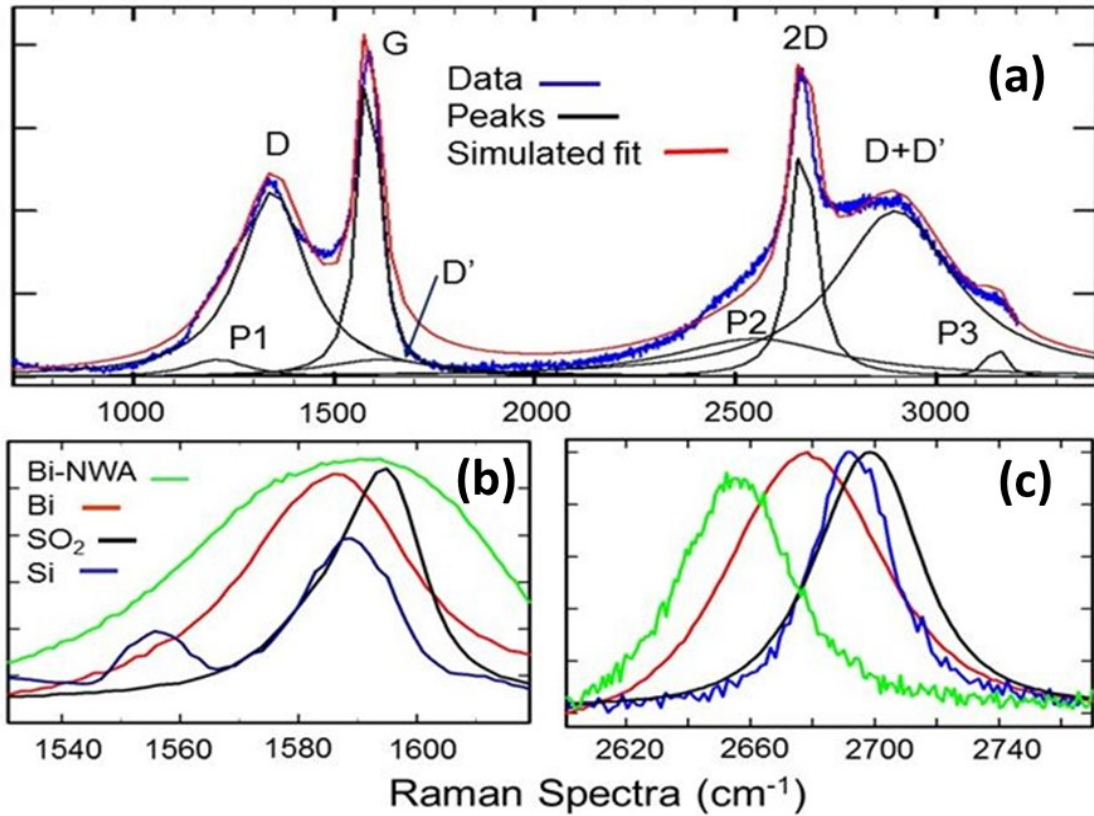 G
2D
(a)
Data
Peaks
D
D+D’
Simulated fit
D’
P1
P2
P3
1000 1500 2000 2500 3000
Bi-NWA
(b)
(c)
Bi
SO2
Si
1540 1560 1580 1600
2620 2660 2700 2740
Raman Spectra (cm-1)